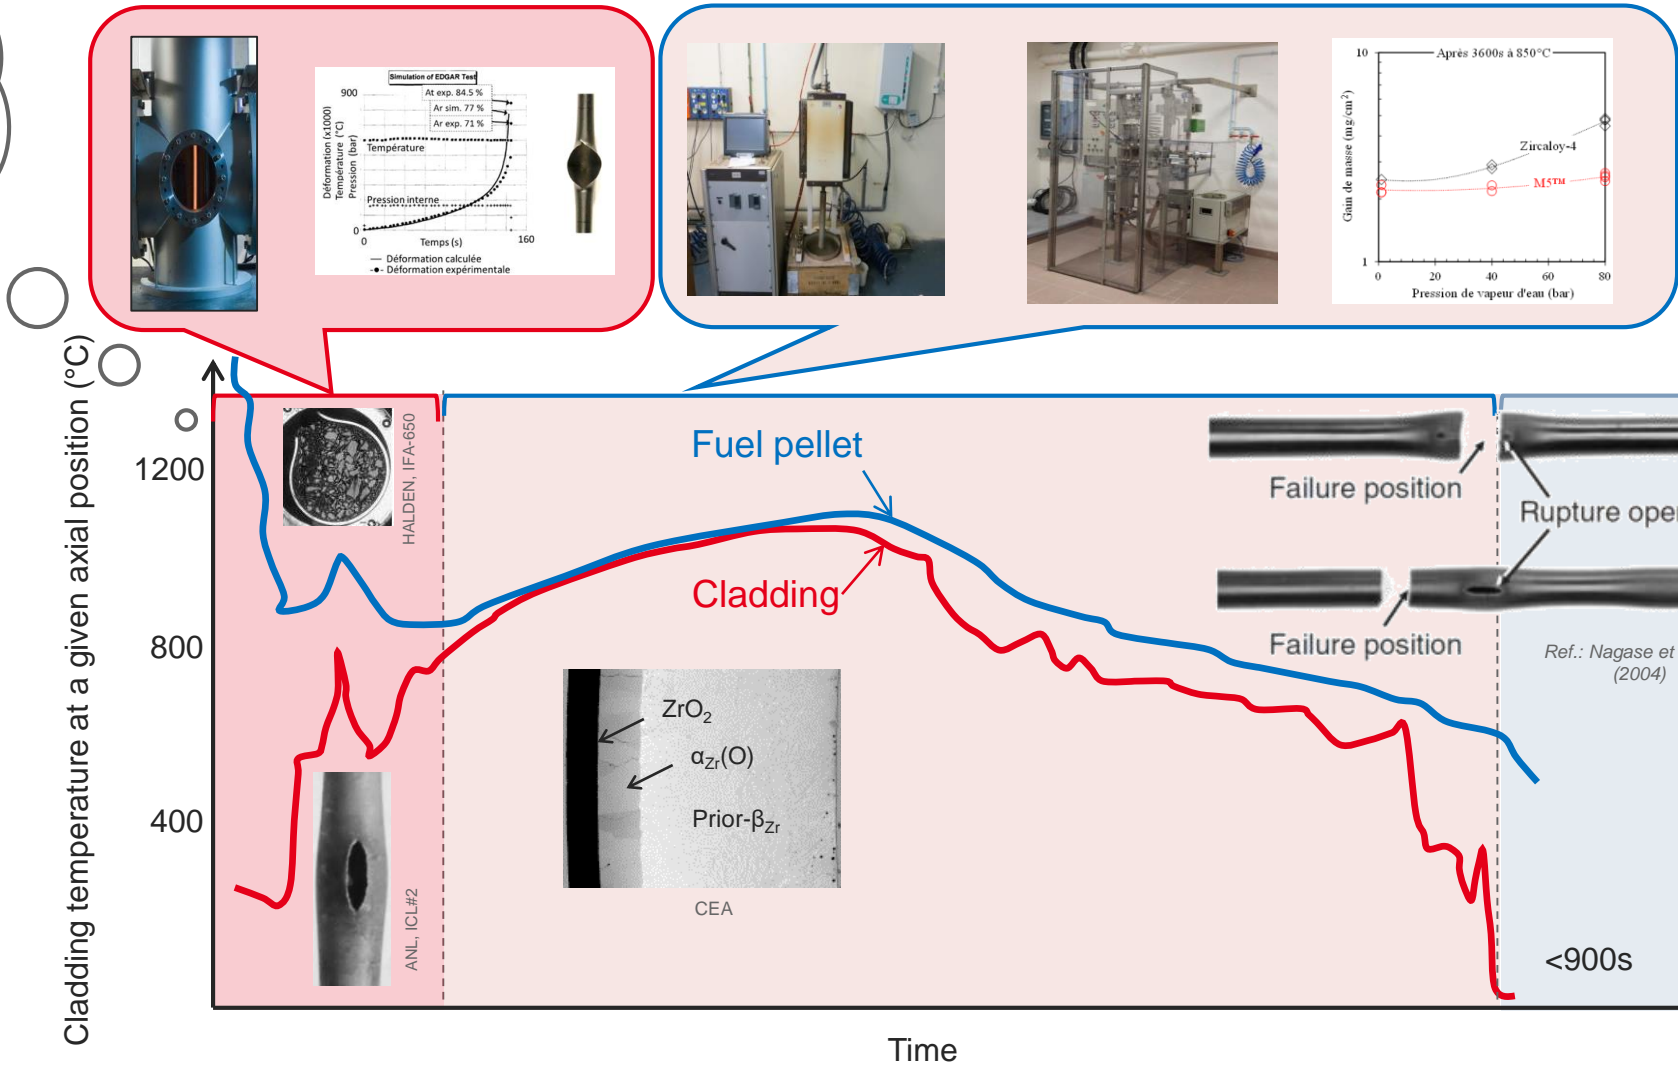 Simulation of EDGAR Test
At exp. 84.5 %
Ar sim. 77 %
Ar exp. 71 %
900
Déformation (x1000)
Température (°C)
Pression (bar)
Température
Pression interne
0
0
Temps (s)
160
Déformation calculée
Déformation expérimentale
Après 3600s à 850°C
10
Gain de masse (mg/cm²)
Zircaloy-4
M5™
1
0
20
40
60
80
Pression de vapeur d'eau (bar)
Cladding temperature at a given axial position (°C)
1200
800
400
HALDEN, IFA-650
ANL, ICL#2
Fuel pellet
Cladding
ZrO₂
α_Zr(O)
Prior-β_Zr
CEA
Failure position
Rupture oper
Failure position
Ref.: Nagase et
(2004)
<900s
Time